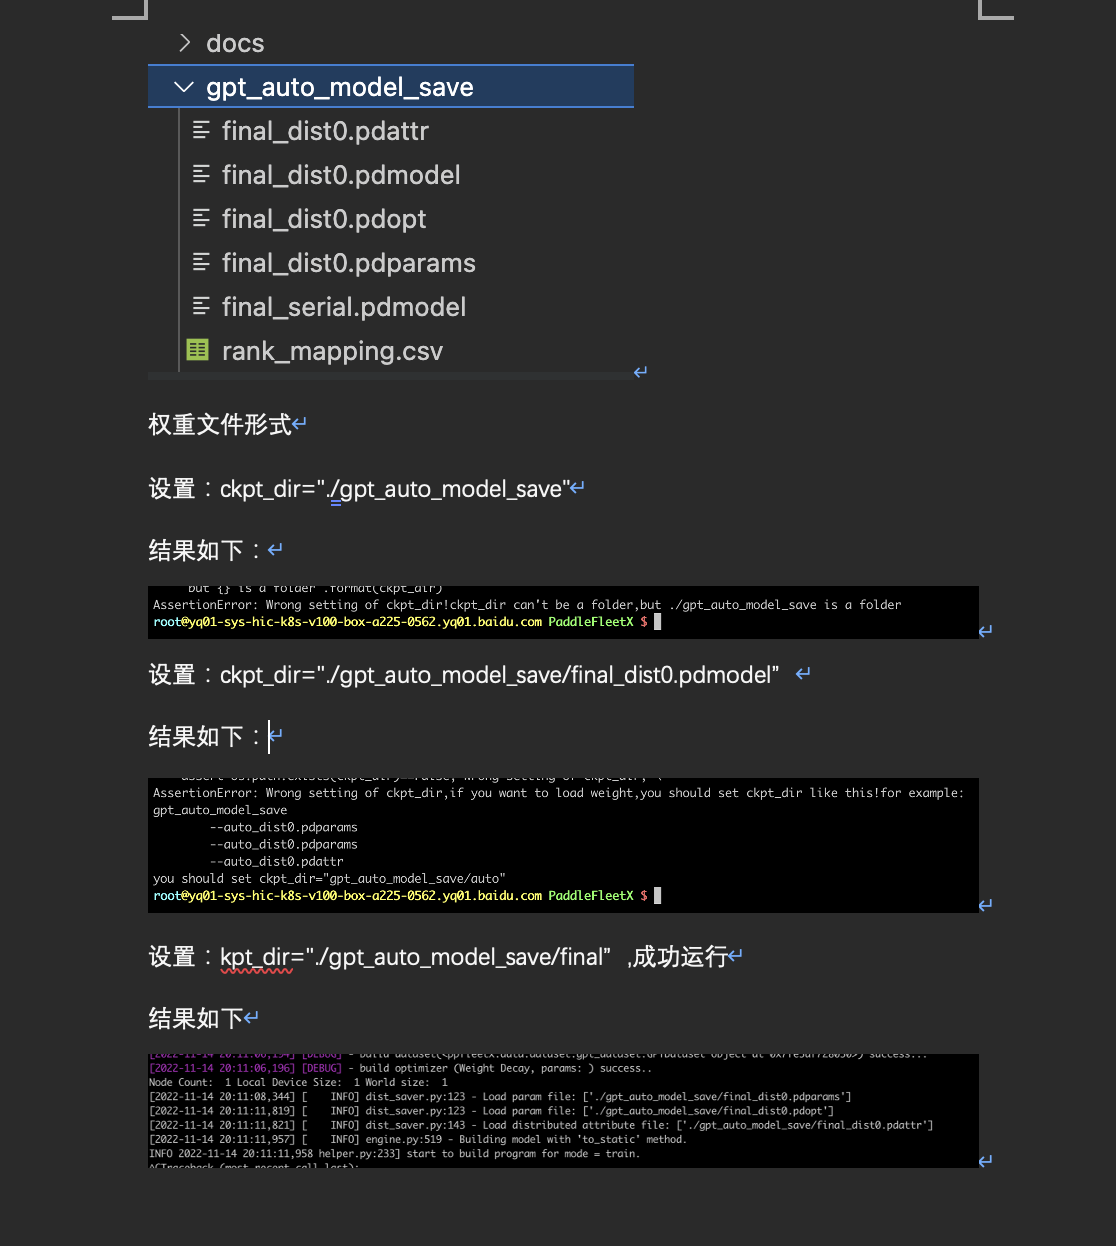 docs
gpt_auto_model_save
final_dist0.pdattr
final_dist0.pdmodel
final_dist0.pdopt
final_dist0.pdparams
final_serial.pdmodel
rank_mapping.csv
权重文件形式
设置：ckpt_dir="./gpt_auto_model_save"
结果如下：
but {} is a folder".format(ckpt_dir)
AssertionError: Wrong setting of ckpt_dir!ckpt_dir can't be a folder,but ./gpt_auto_model_save is a folder
root@yq01-sys-hic-k8s-v100-box-a225-0562.yq01.baidu.com PaddleFleetX $
设置：ckpt_dir="./gpt_auto_model_save/final_dist0.pdmodel”
结果如下：
AssertionError: Wrong setting of ckpt_dir,if you want to load weight,you should set ckpt_dir like this!for example:
gpt_auto_model_save
--auto_dist0.pdparams
--auto_dist0.pdparams
--auto_dist0.pdattr
you should set ckpt_dir="gpt_auto_model_save/auto"
root@yq01-sys-hic-k8s-v100-box-a225-0562.yq01.baidu.com PaddleFleetX $
设置：kpt_dir="./gpt_auto_model_save/final” ,成功运行
结果如下
[2022-11-14 20:11:06,196] [DEBUG] - build optimizer (Weight Decay, params: ) success..
Node Count: 1 Local Device Size: 1 World size: 1
[2022-11-14 20:11:08,344] [ INFO] dist_saver.py:123 - Load param file: ['./gpt_auto_model_save/final_dist0.pdparams']
[2022-11-14 20:11:11,819] [ INFO] dist_saver.py:123 - Load param file: ['./gpt_auto_model_save/final_dist0.pdopt']
[2022-11-14 20:11:11,821] [ INFO] dist_saver.py:143 - Load distributed attribute file: ['./gpt_auto_model_save/final_dist0.pdattr']
[2022-11-14 20:11:11,957] [ INFO] engine.py:519 - Building model with 'to_static' method.
INFO 2022-11-14 20:11:11,958 helper.py:233] start to build program for mode = train.
^CTraceback (most recent call last):